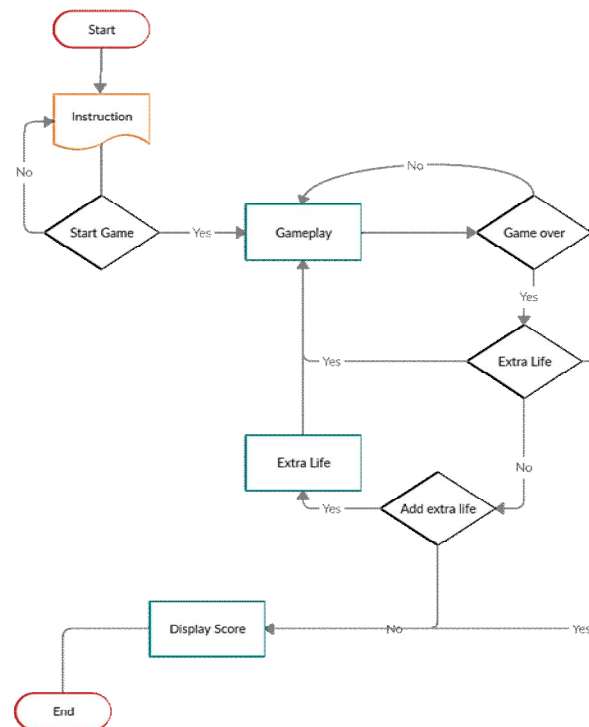 Start
Instruction
No
No
Start Game
Yes
Gameplay
Game over
Yes
Yes
Extra Life
Extra Life
No
Yes
Add extra life
Display Score
No
Yes
End